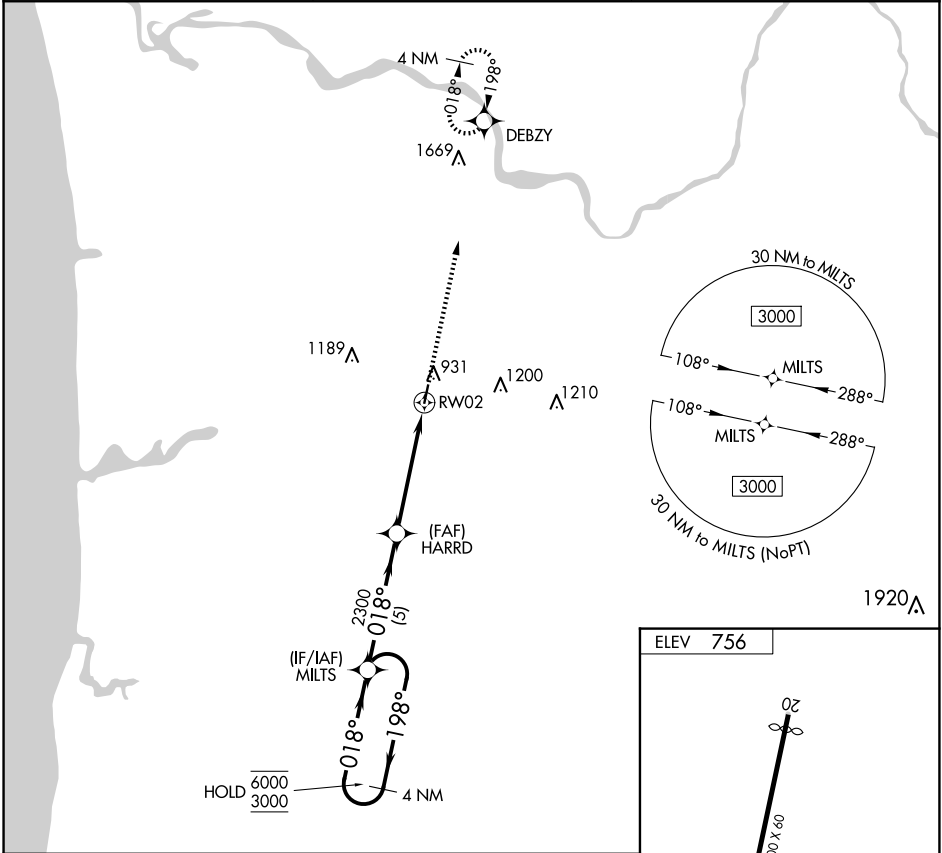 4 NM
018°
198°
DEBZY
1669
30 NM to MILTS
3000
108°
MILTS
288°
1189
931
1200
1210
RW02
108°
MILTS
288°
3000
30 NM to MILTS (NoPT)
(FAF)
HARRD
2300
018°
(5)
1920
(IF/IAF)
MILTS
018°
198°
HOLD
6000
3000
4 NM
ELEV 756
20